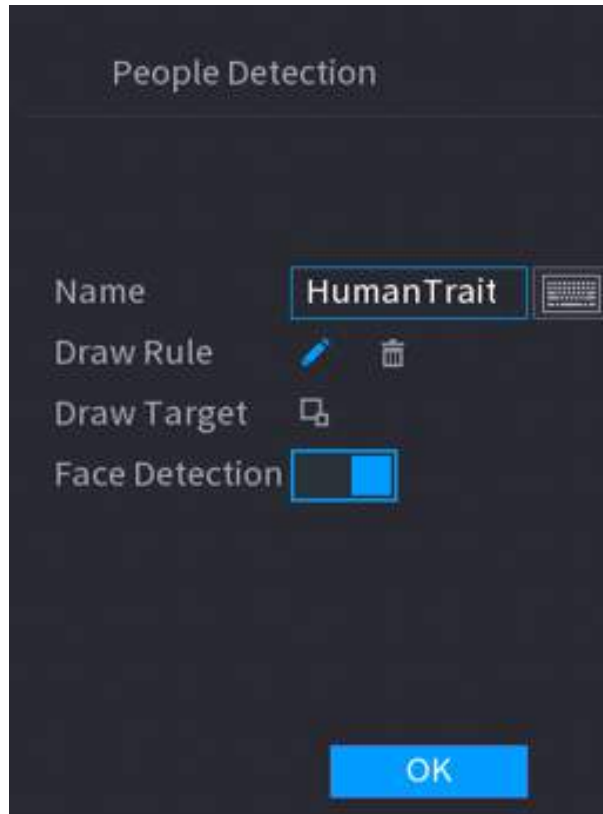 People Detection
Name HumanTrait
Draw Rule
Draw Target
Face Detection
OK